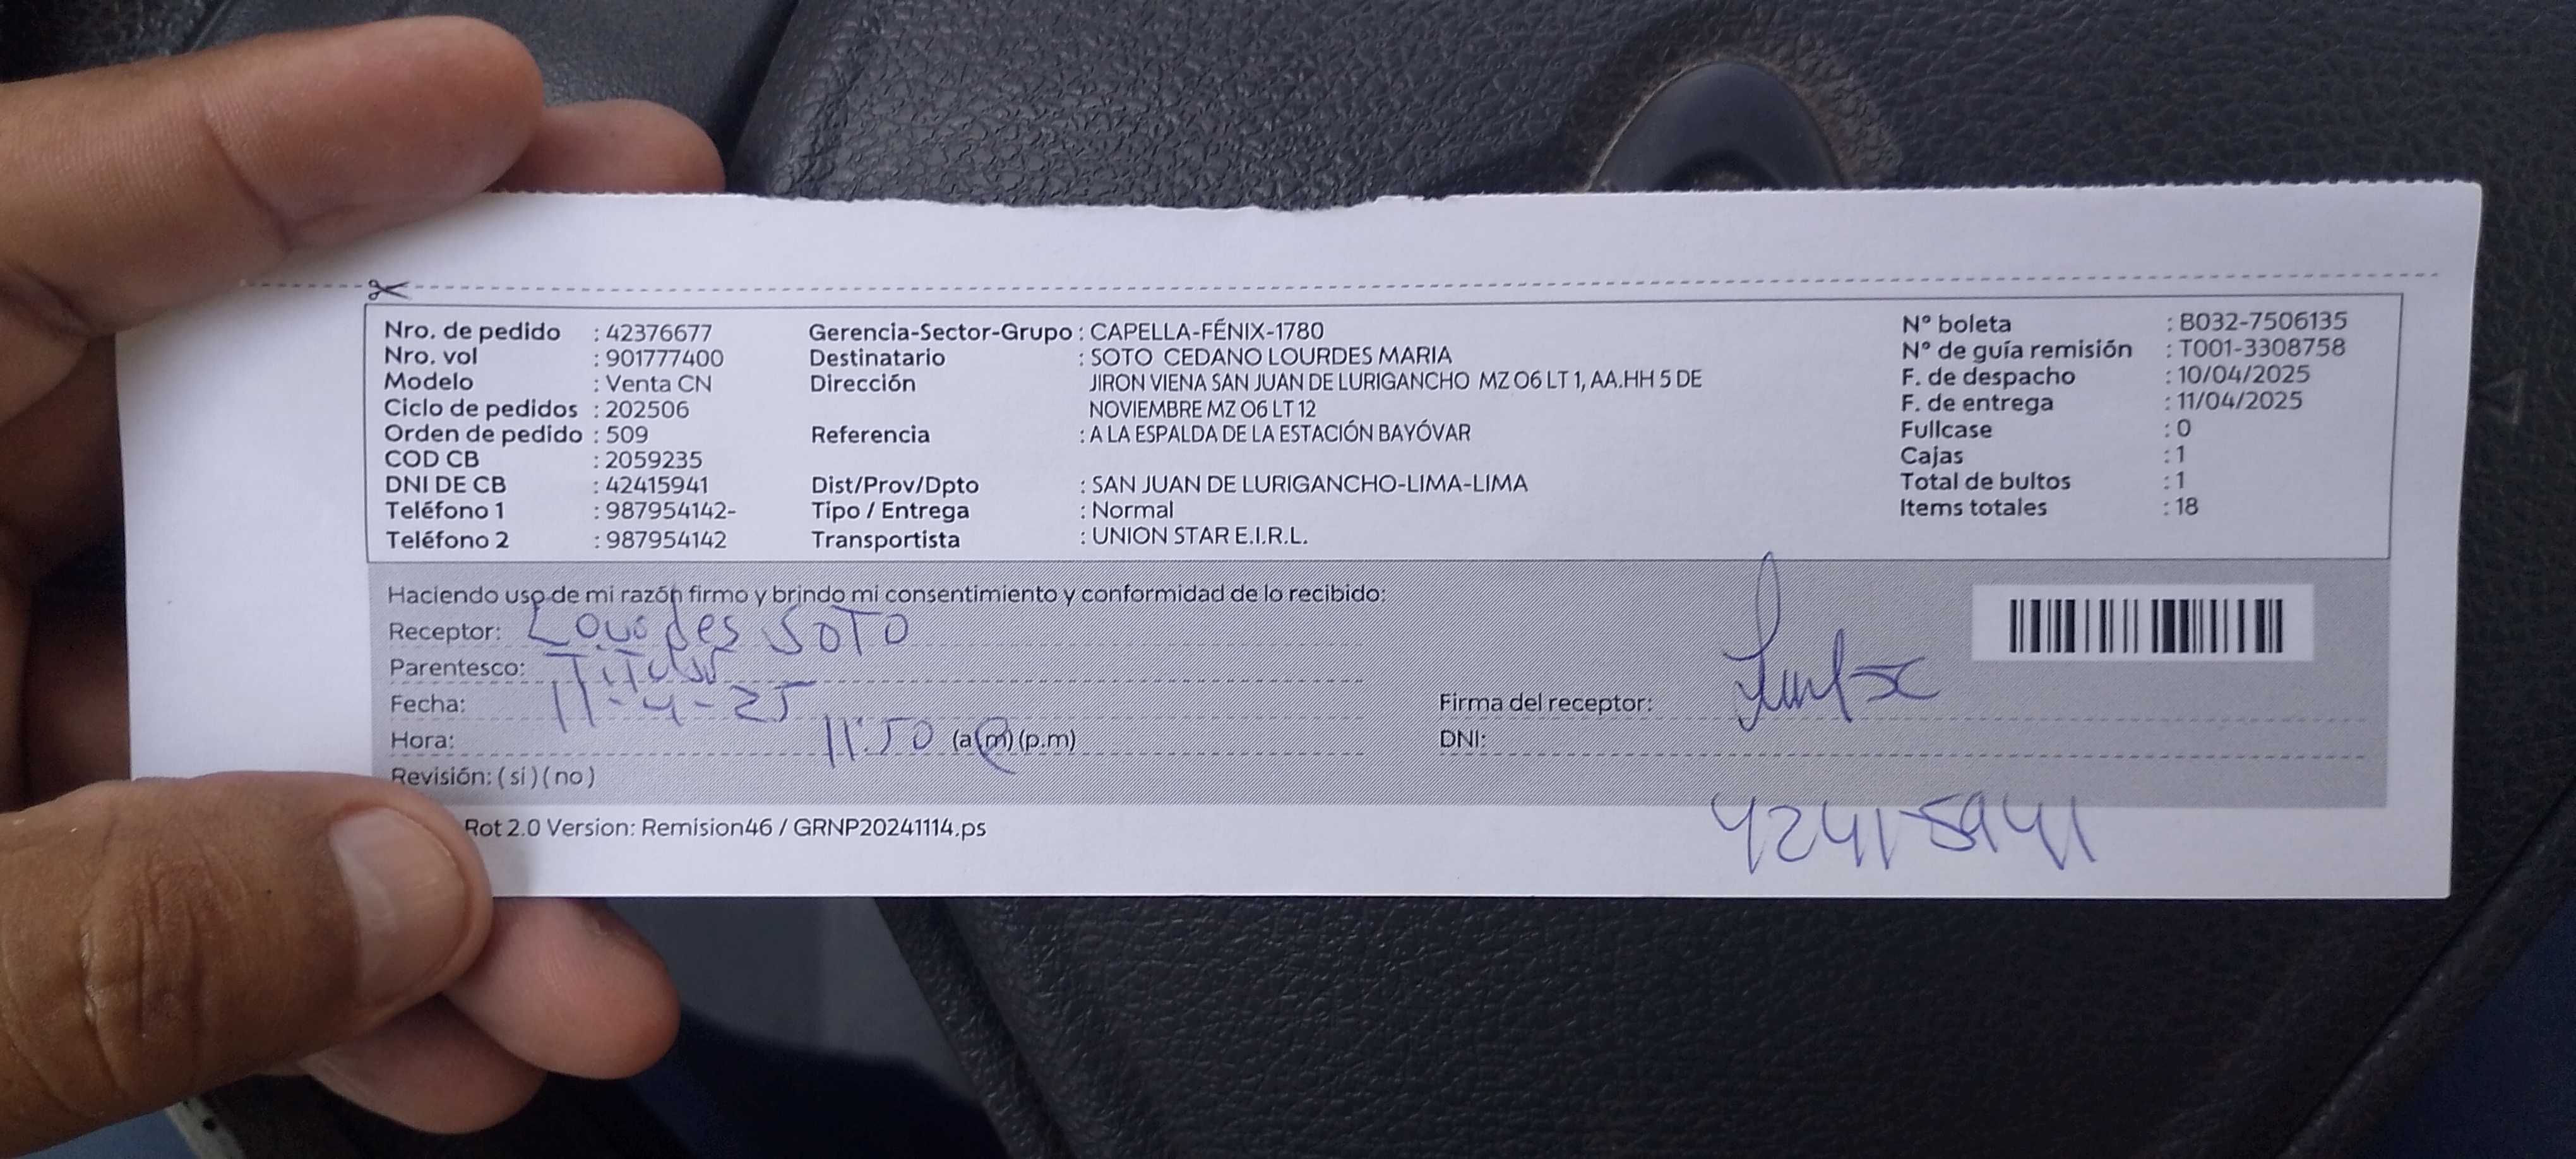 Nro. de pedido : 42376677
Nro. vol : 901777400
Modelo : Venta CN
Ciclo de pedidos : 202506
Orden de pedido : 509
COD CB : 2059235
DNI DE CB : 42415941
Teléfono 1 : 987954142-
Teléfono 2 : 987954142
Gerencia-Sector-Grupo : CAPELLA-FÉNIX-1780
Destinatario : SOTO CEDANO LOURDES MARIA
Dirección JIRON VIENA SAN JUAN DE LURIGANCHO MZ O6 LT 1, AA.HH 5 DE
NOVIEMBRE MZ O6 LT 12
Referencia : A LA ESPALDA DE LA ESTACIÓN BAYÓVAR
Dist/Prov/Dpto : SAN JUAN DE LURIGANCHO-LIMA-LIMA
Tipo / Entrega : Normal
Transportista : UNION STAR E.I.R.L.
Nº boleta : B032-7506135
Nº de guía remisión : T001-3308758
F. de despacho : 10/04/2025
F. de entrega : 11/04/2025
Fullcase : 0
Cajas : 1
Total de bultos : 1
Items totales : 18
Haciendo uso de mi razón firmo y brindo mi consentimiento y conformidad de lo recibido:
Receptor: Lourdes SOTO
Parentesco: Titular
Fecha: 11-4-25
Hora: 11:50 (a.m) (p.m)
Revisión: ( si ) ( no )
Firma del receptor:
DNI:
42415941
Rot 2.0 Version: Remision46 / GRNP20241114.ps